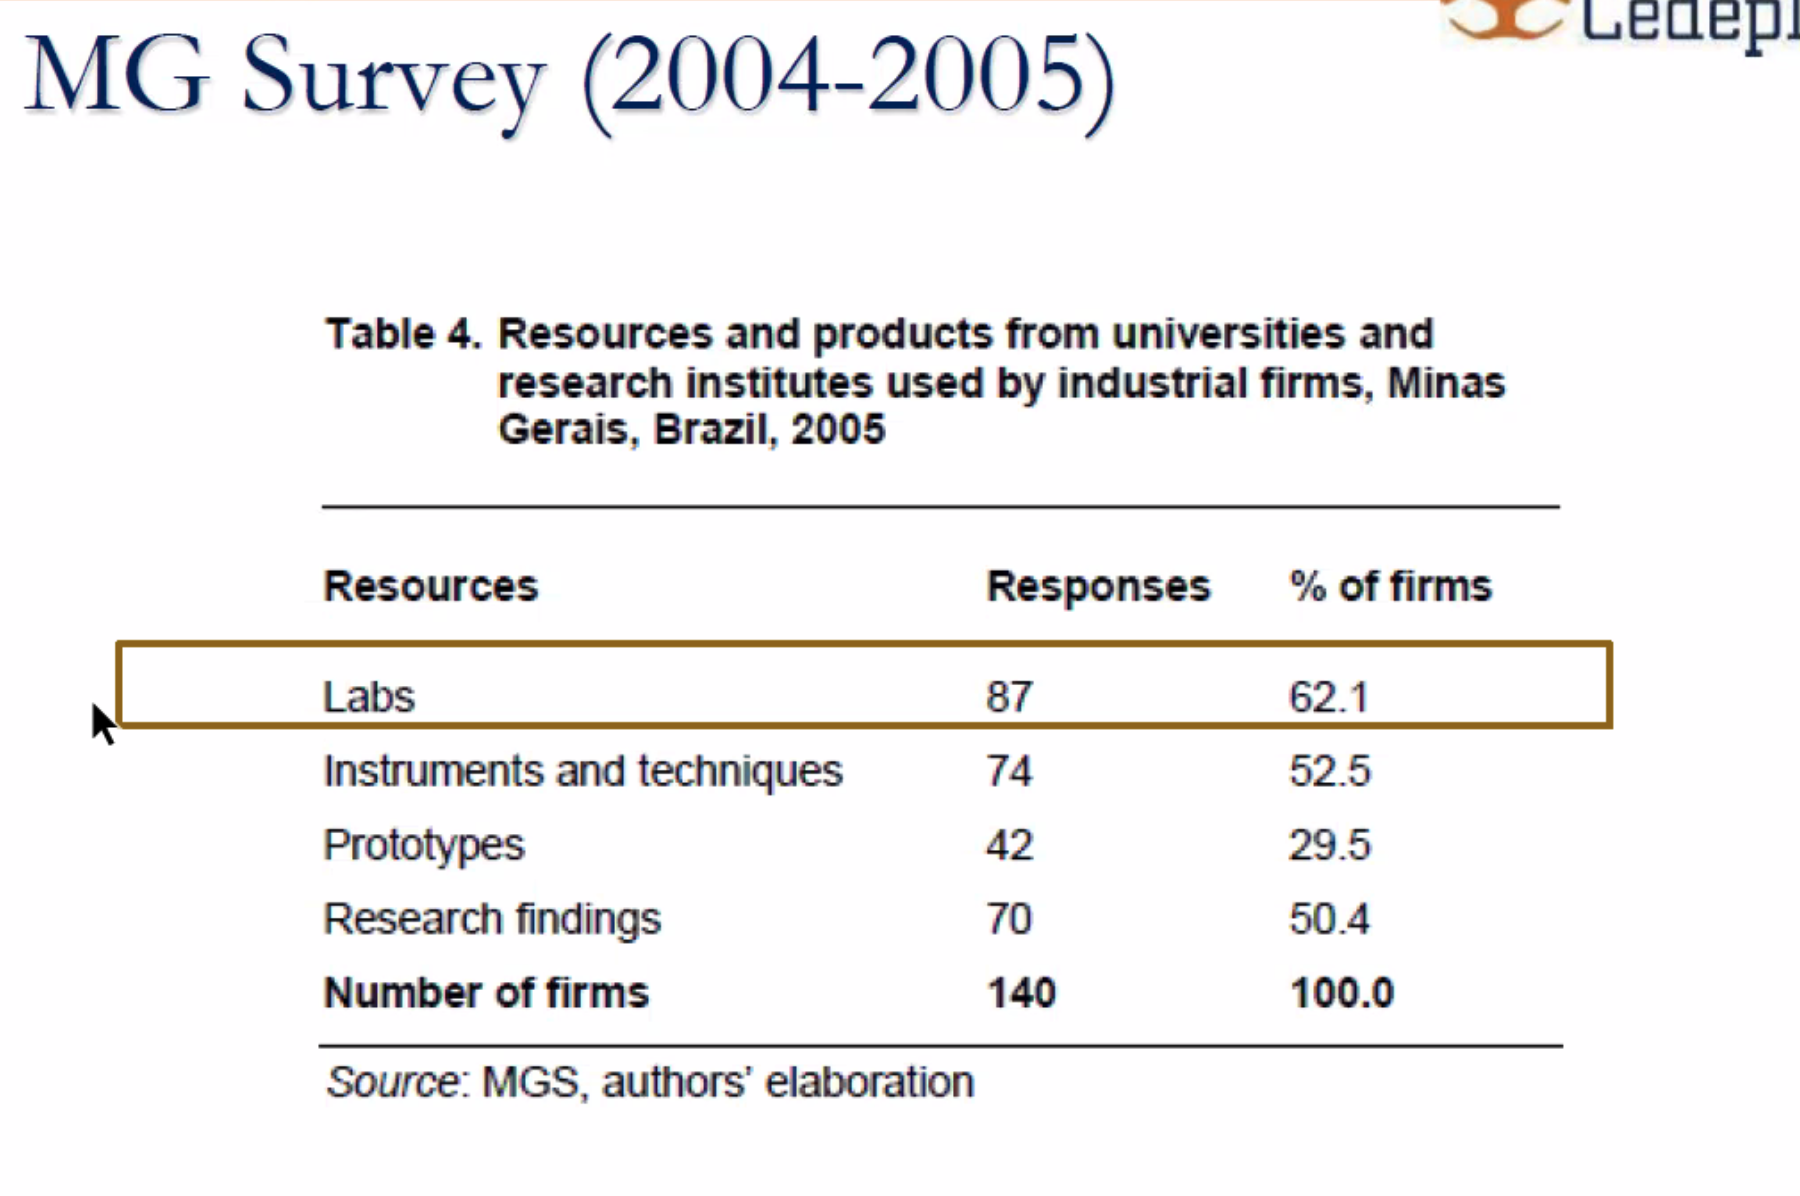 MG Survey (2004-2005)
Table 4. Resources and products from universities and
research institutes used by industrial firms, Minas
Gerais, Brazil, 2005
Resources Responses % of firms
Labs 87 62.1
Instruments and techniques 74 52.5
Prototypes 42 29.5
Research findings 70 50.4
Number of firms 140 100.0
Source: MGS, authors’ elaboration